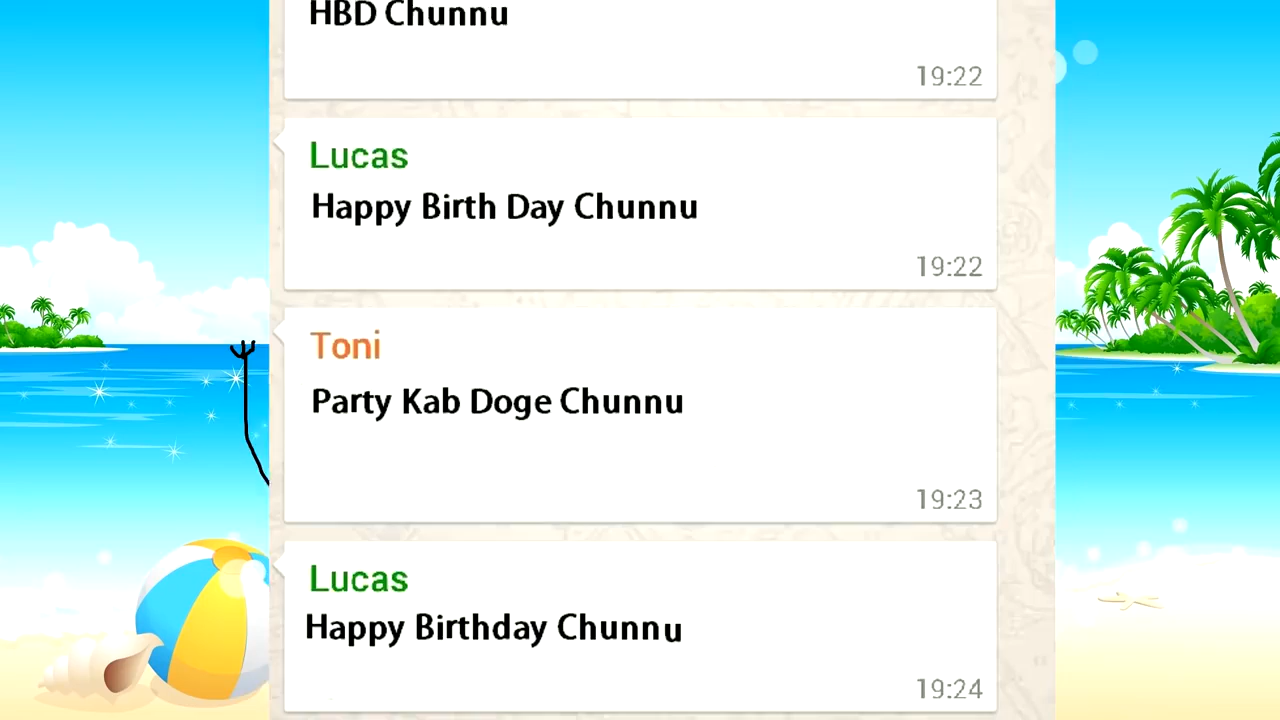 HBD Chunnu
19:22
Lucas
Happy Birth Day Chunnu
19:22
Toni
Party Kab Doge Chunnu
19:23
Lucas
Happy Birthday Chunnu
19:24